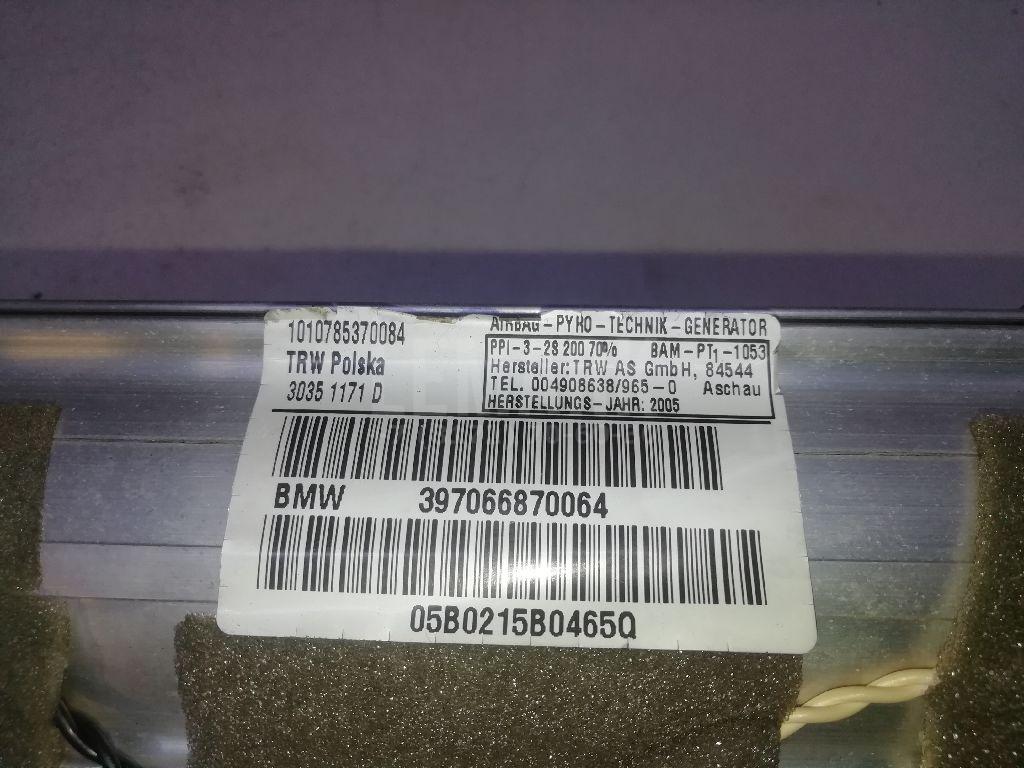 1010785370084
TRW Polska
3035 1171 D
AIRBAG-PYRO-TECHNIK-GENERATOR
PPI-3-2S 200 70% BAM-PT1-1053
Hersteller: TRW AS GmbH, 84544
TEL. 004908638/965-0 Aschau
HERSTELLUNGS-JAHR: 2005
BMW 397066870064
05B0215B0465Q